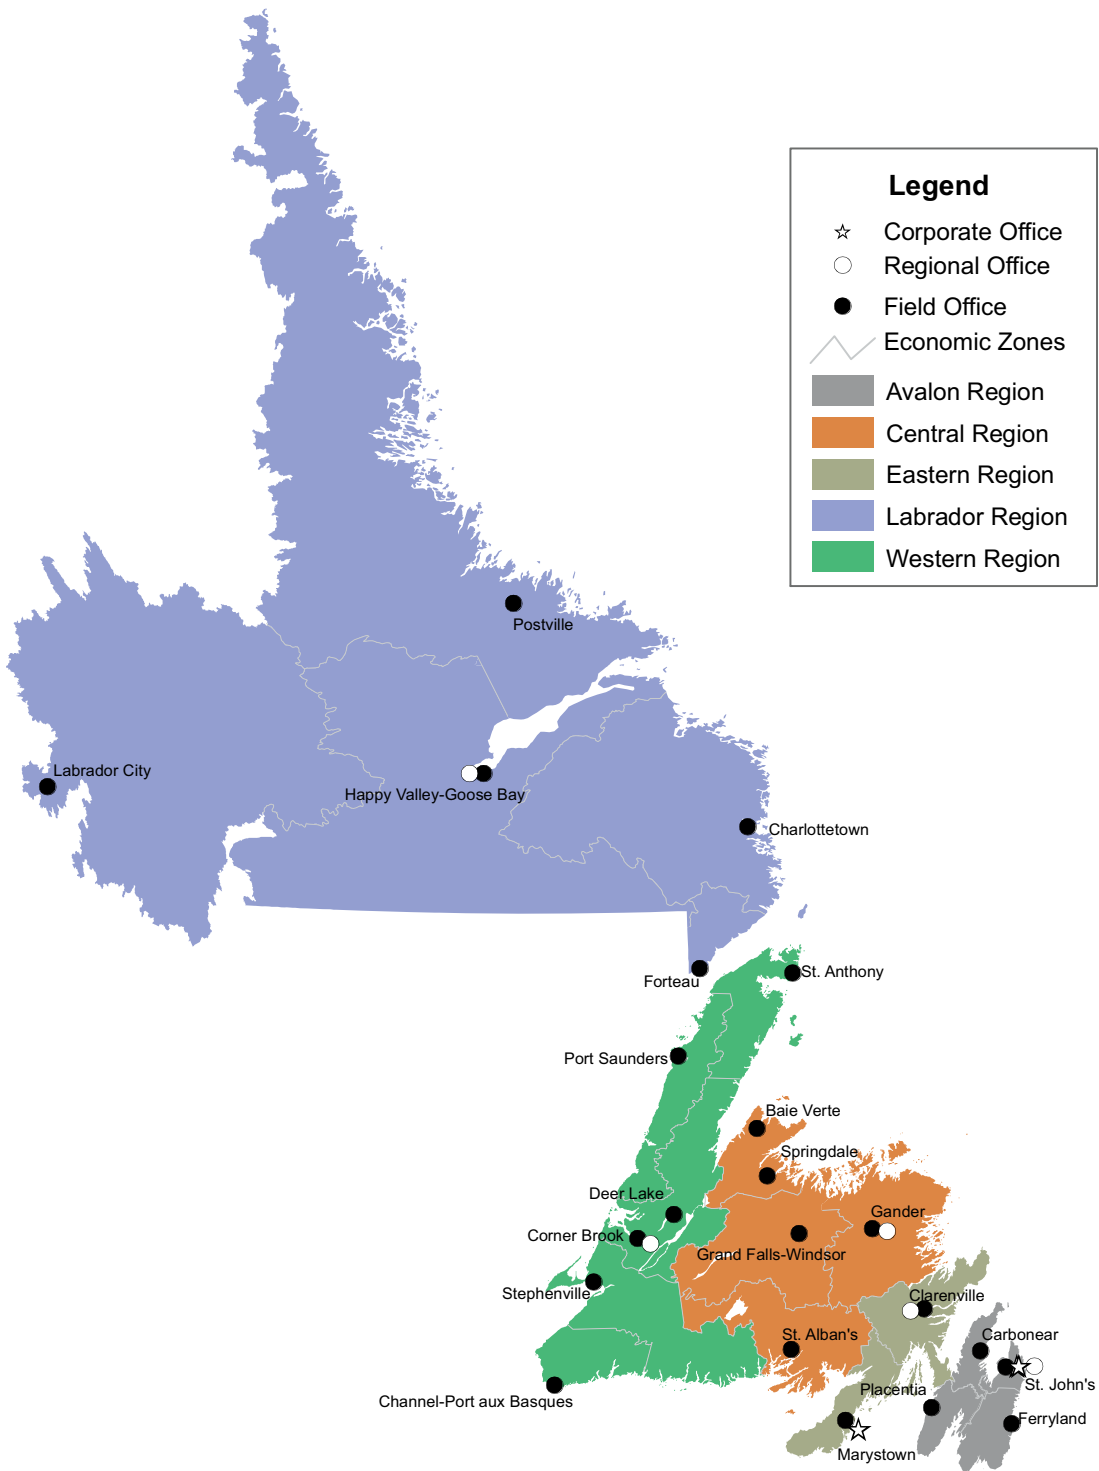 Legend
Corporate Office
Regional Office
Field Office
Economic Zones
Avalon Region
Central Region
Eastern Region
Labrador Region
Western Region
Postville
Labrador City
Happy Valley-Goose Bay
Charlottetown
Forteau
St. Anthony
Port Saunders
Baie Verte
Springdale
Deer Lake
Gander
Corner Brook
Grand Falls-Windsor
Stephenville
Clarenville
St. Alban's
Carbonear
St. John's
Channel-Port aux Basques
Placentia
Ferryland
Marystown